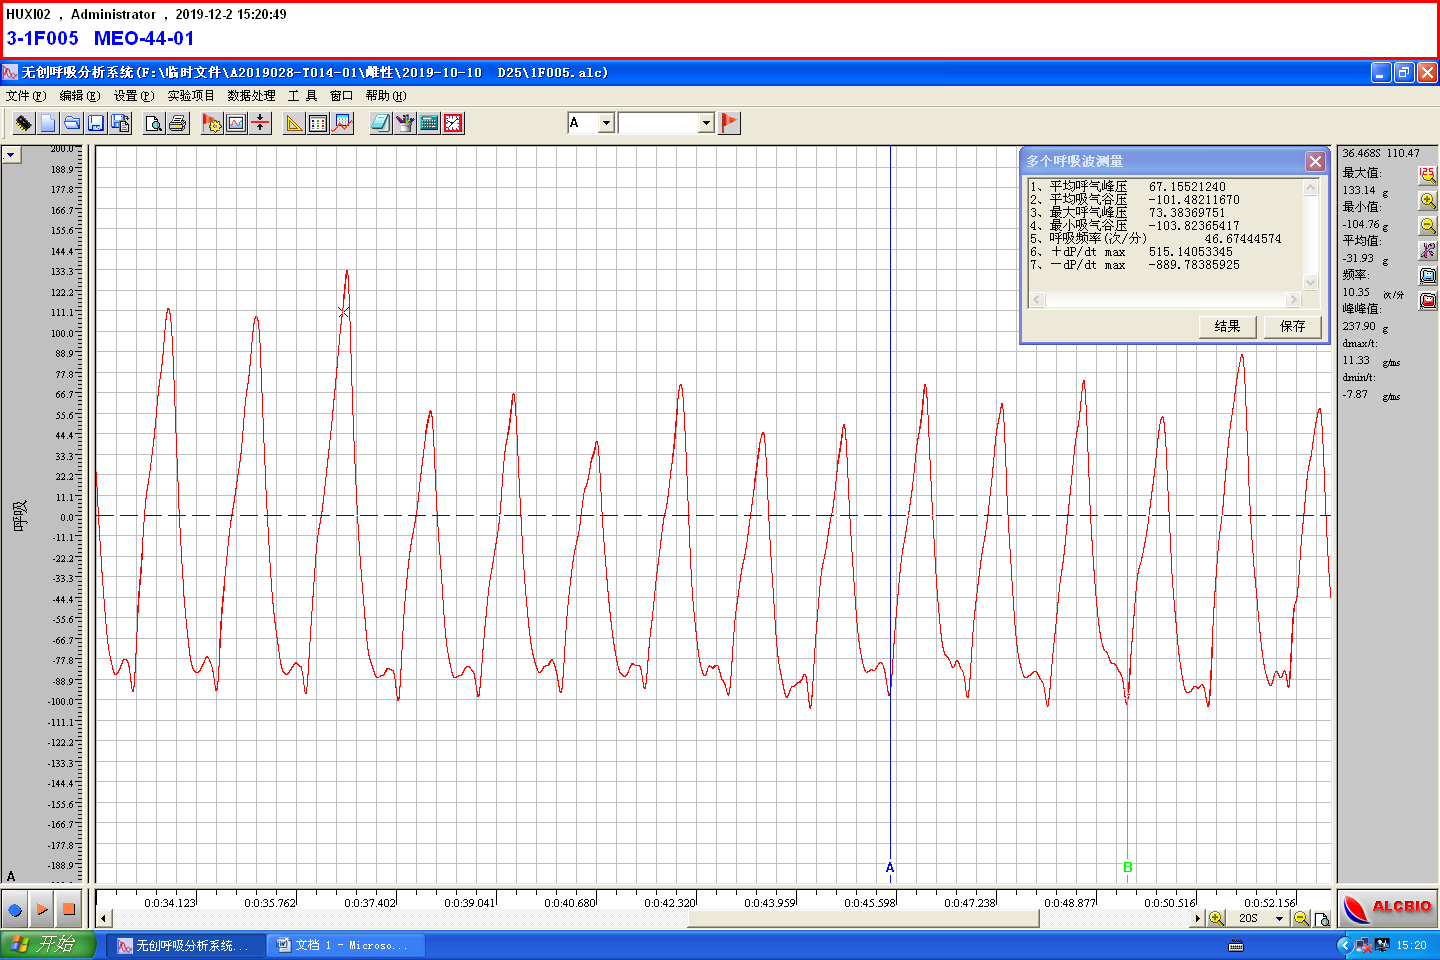 HUXI02 , Administrator , 2019-12-2 15:20:49
3-1F005 MEO-44-01
无创呼吸分析系统(F:\临时文件\A2019028-T014-01\雌性\2019-10-10 D25\1F005.alc)
文件(F) 编辑(E) 设置(P) 实验项目 数据处理 工 具 窗口 帮助(H)
A
200.0
188.9
177.8
166.7
155.6
144.4
133.3
122.2
111.1
100.0
88.9
77.8
66.7
55.6
44.4
33.3
22.2
11.1
0.0
-11.1
-22.2
-33.3
-44.4
-55.6
-66.7
-77.8
-88.9
-100.0
-111.1
-122.2
-133.3
-144.4
-155.6
-166.7
-177.8
-188.9
呼吸
A
A
B
多个呼吸波测量
1、平均呼气峰压 67.15521240
2、平均吸气谷压 -101.48211670
3、最大呼气峰压 73.38369751
4、最小吸气谷压 -103.82365417
5、呼吸频率(次/分) 46.67444574
6、＋dP/dt max 515.14053345
7、－dP/dt max -889.78385925
结果 保存
36.468S 110.47
最大值:
133.14 g
最小值:
-104.76 g
平均值:
-31.93 g
频率:
10.35 次/分
峰峰值:
237.90 g
dmax/t:
11.33 g/ms
dmin/t:
-7.87 g/ms
125
0:0:34.123 0:0:35.762 0:0:37.402 0:0:39.041 0:0:40.680 0:0:42.320 0:0:43.959 0:0:45.598 0:0:47.238 0:0:48.877 0:0:50.516 0:0:52.156
20S
ALCBIO
开始 无创呼吸分析系统... 文档 1 - Microso... 15:20